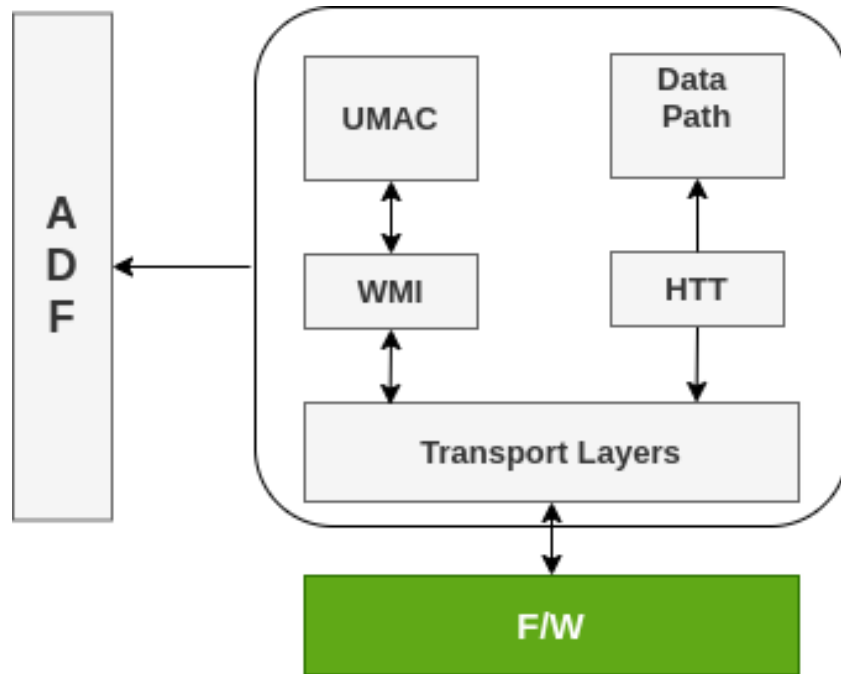 A
D
F
UMAC
Data
Path
WMI
HTT
Transport Layers
F/W